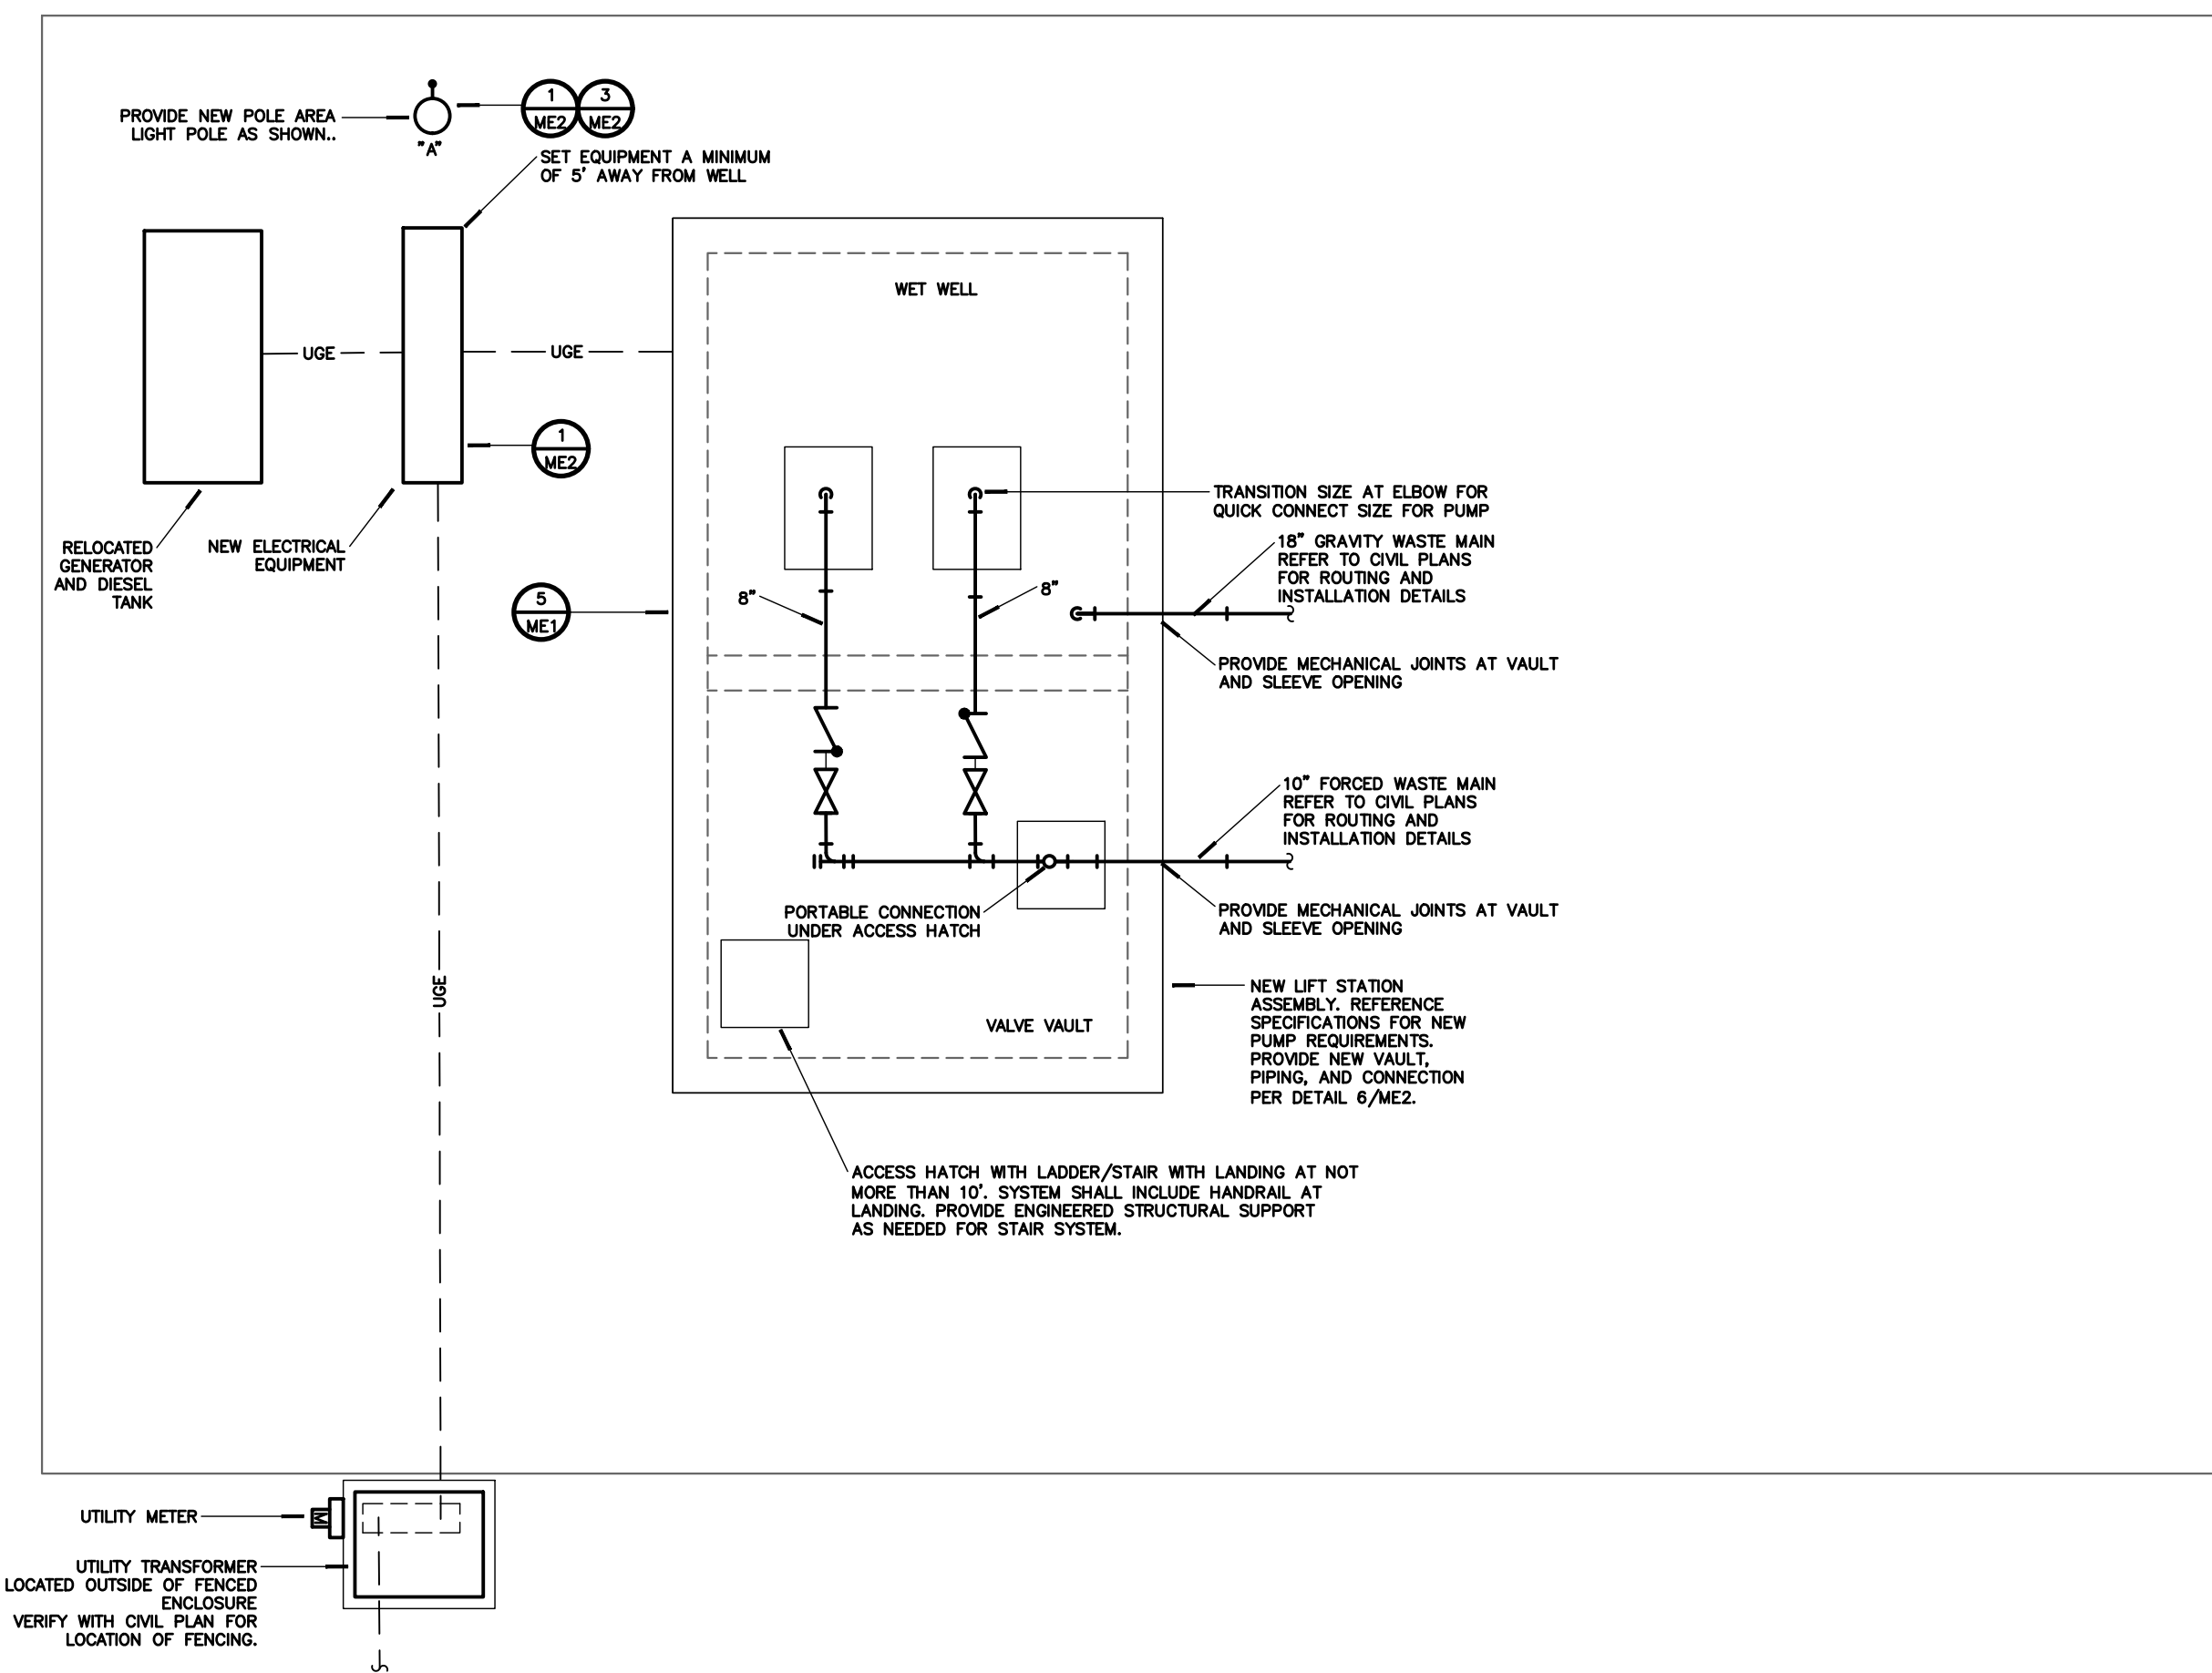 PROVIDE NEW POLE AREA
LIGHT POLE AS SHOWN..
"A"
1
ME2
3
ME2
SET EQUIPMENT A MINIMUM
OF 5' AWAY FROM WELL
WET WELL
UGE
UGE
1
ME2
RELOCATED
GENERATOR
AND DIESEL
TANK
NEW ELECTRICAL
EQUIPMENT
TRANSITION SIZE AT ELBOW FOR
QUICK CONNECT SIZE FOR PUMP
18" GRAVITY WASTE MAIN
REFER TO CIVIL PLANS
FOR ROUTING AND
INSTALLATION DETAILS
5
ME1
8"
8"
PROVIDE MECHANICAL JOINTS AT VAULT
AND SLEEVE OPENING
10" FORCED WASTE MAIN
REFER TO CIVIL PLANS
FOR ROUTING AND
INSTALLATION DETAILS
PORTABLE CONNECTION
UNDER ACCESS HATCH
PROVIDE MECHANICAL JOINTS AT VAULT
AND SLEEVE OPENING
UGE
VALVE VAULT
NEW LIFT STATION
ASSEMBLY. REFERENCE
SPECIFICATIONS FOR NEW
PUMP REQUIREMENTS.
PROVIDE NEW VAULT,
PIPING, AND CONNECTION
PER DETAIL 6/ME2.
ACCESS HATCH WITH LADDER/STAIR WITH LANDING AT NOT
MORE THAN 10'. SYSTEM SHALL INCLUDE HANDRAIL AT
LANDING. PROVIDE ENGINEERED STRUCTURAL SUPPORT
AS NEEDED FOR STAIR SYSTEM.
UTILITY METER
M
UTILITY TRANSFORMER
LOCATED OUTSIDE OF FENCED
ENCLOSURE
VERIFY WITH CIVIL PLAN FOR
LOCATION OF FENCING.